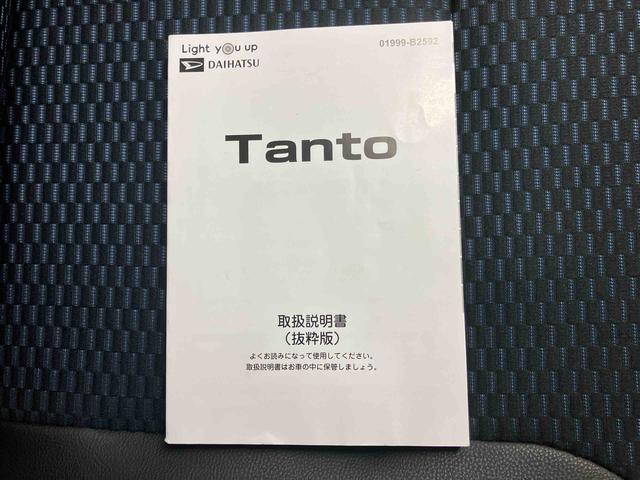 Light you up
01999-B2592
DAIHATSU
Tanto
取扱説明書
（抜粋版）
よくお読みになって使用してください。
取扱説明書はお車の中に保管しましょう。